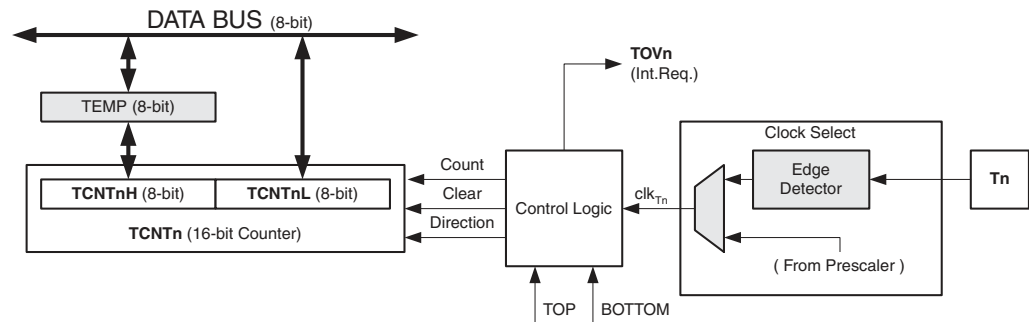 DATA BUS (8-bit)
TOVn
(Int.Req.)
TEMP (8-bit)
Clock Select
Count
Edge
Detector
Tn
TCNTnH (8-bit) TCNTnL (8-bit)
Clear
Control Logic
clkTn
TCNTn (16-bit Counter)
Direction
( From Prescaler )
TOP BOTTOM